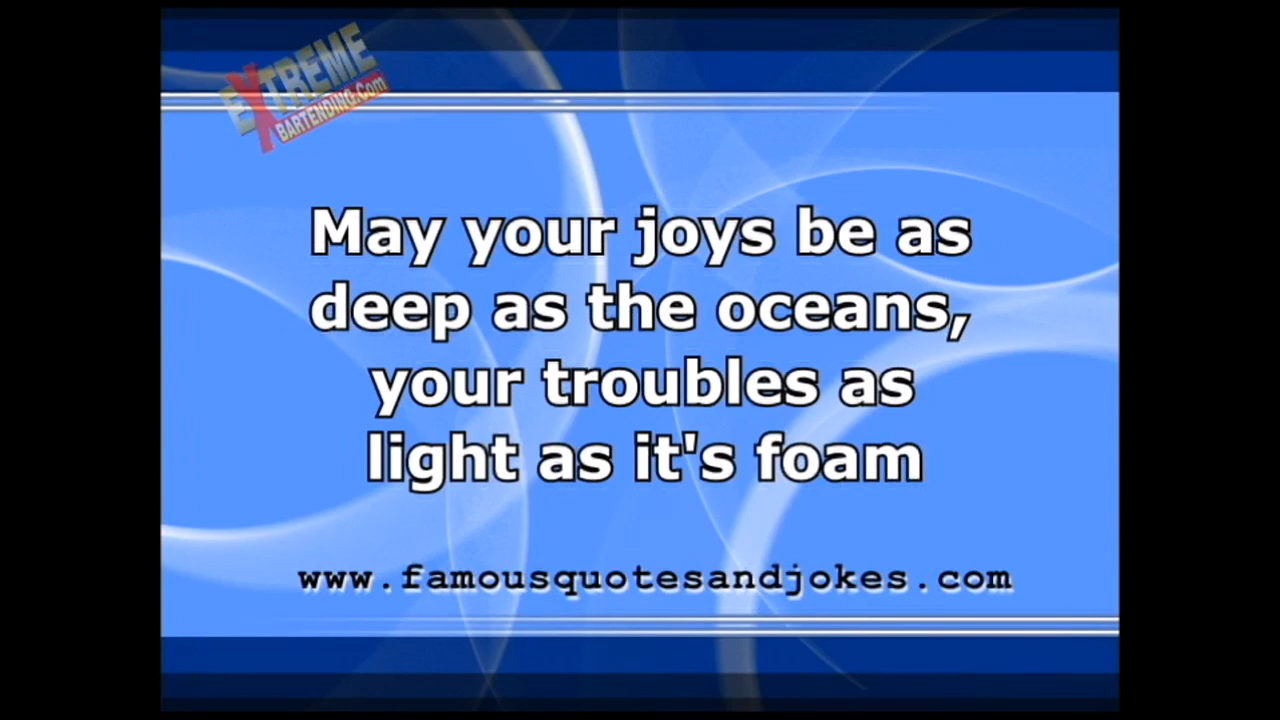 EXTREME
BARTENDING.Com
May your joys be as
deep as the oceans,
your troubles as
light as it's foam
www.famousquotesandjokes.com